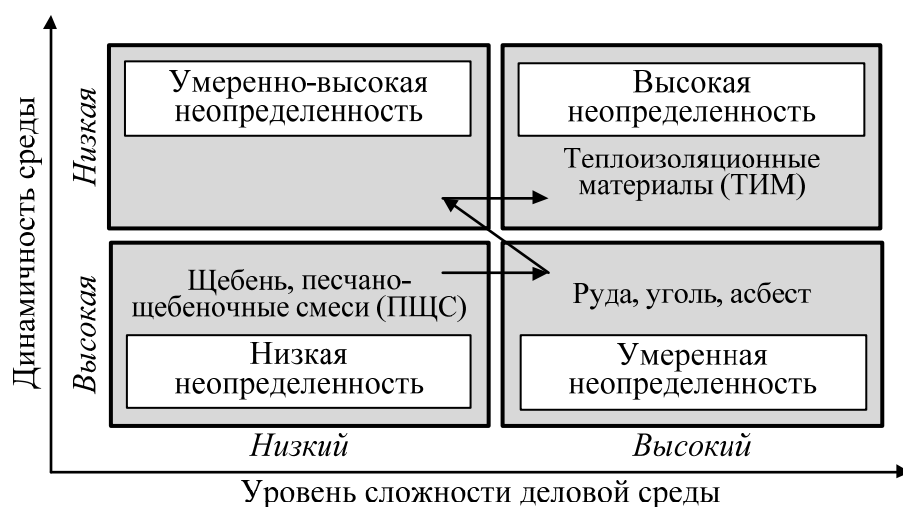 Динамичность среды
Низкая
Умеренно-высокая
неопределенность
Высокая
неопределенность
Теплоизоляционные
материалы (ТИМ)
Высокая
Щебень, песчано-
щебеночные смеси (ПЩС)
Низкая
неопределенность
Руда, уголь, асбест
Умеренная
неопределенность
Низкий
Высокий
Уровень сложности деловой среды